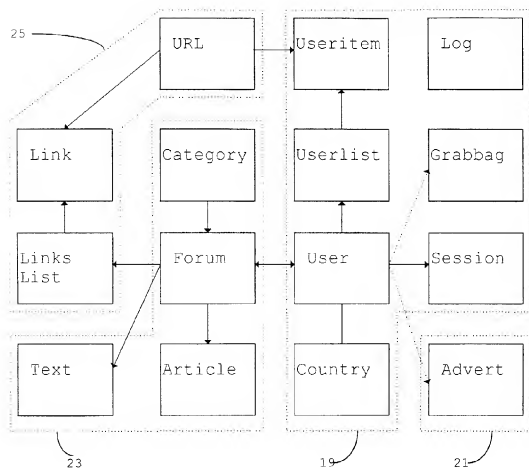 25
URL
Useritem
Log
Link
Category
Userlist
Grabbag
Links
List
Forum
User
Session
Text
Article
Country
Advert
23
19
21